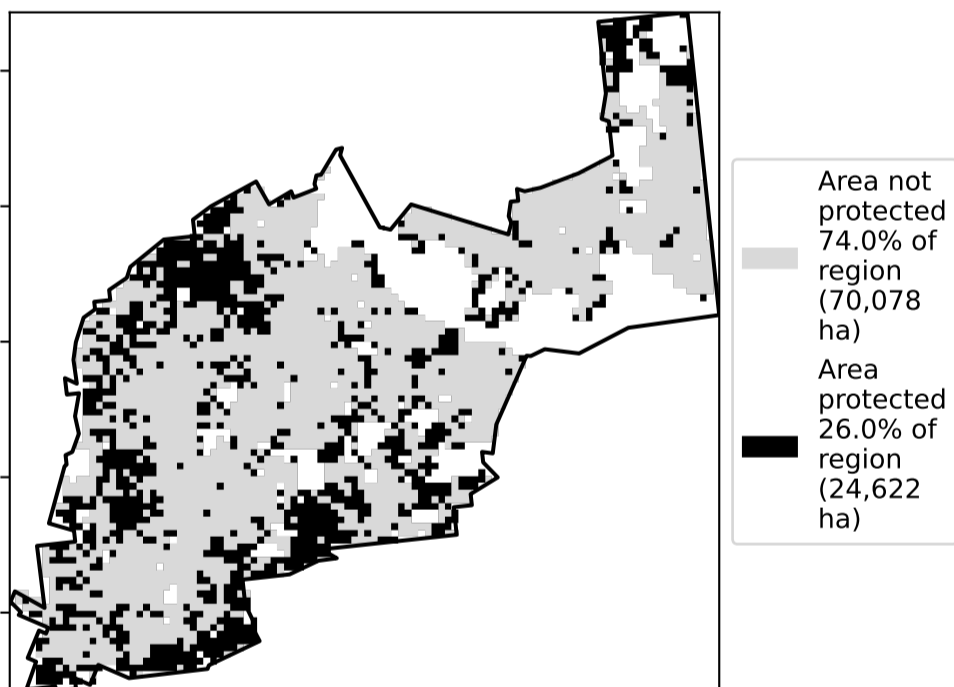 Area not
protected
74.0% of
region
(70,078
ha)
Area
protected
26.0% of
region
(24,622
ha)